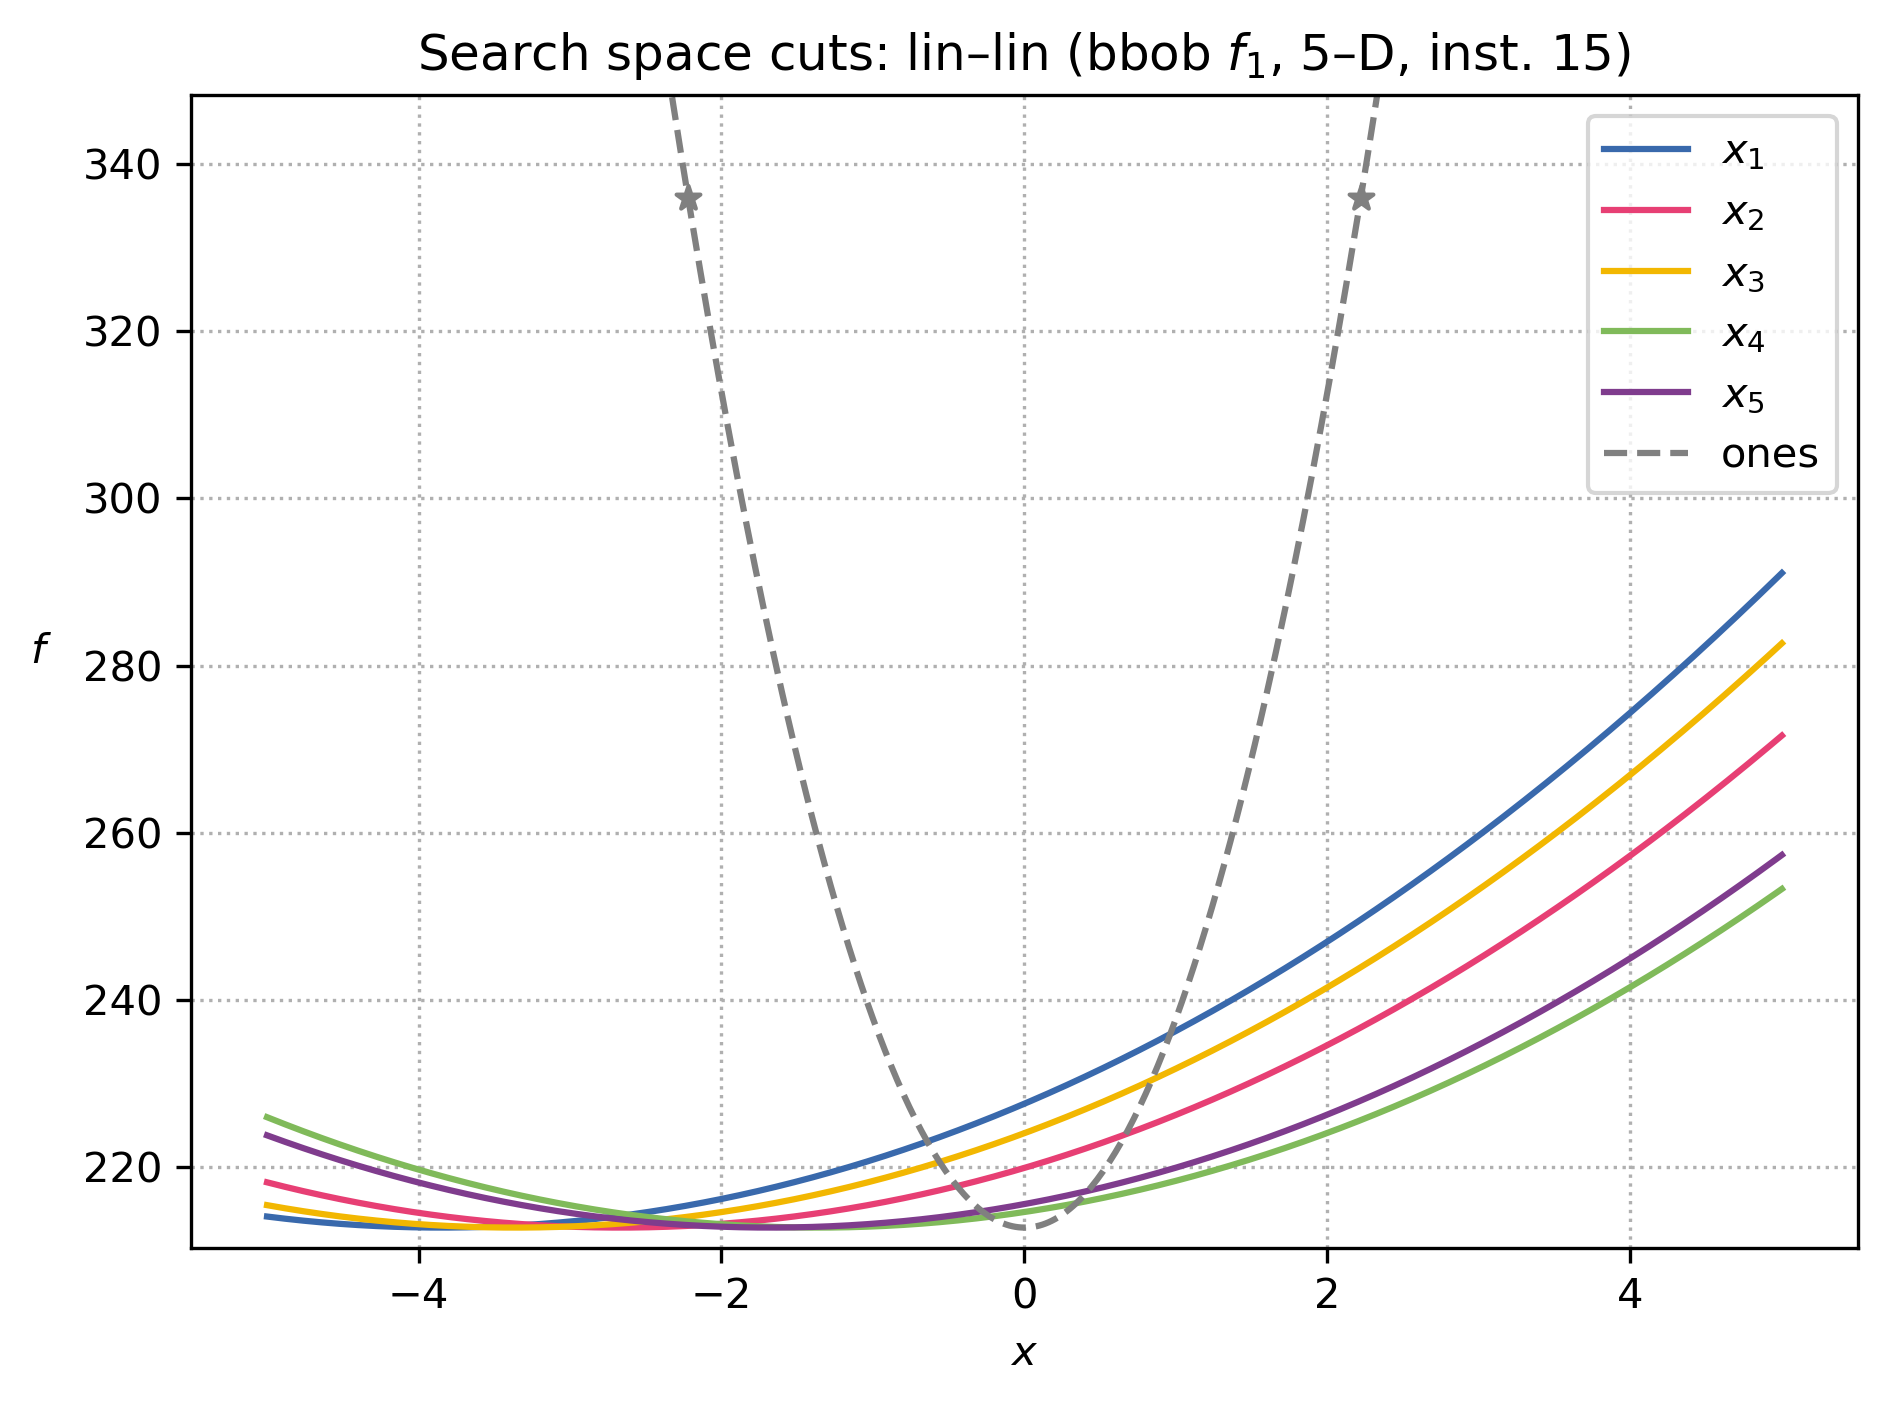 Search space cuts: lin–lin (bbob f1, 5–D, inst. 15)
340
320
300
280
260
240
220
f
−4
−2
0
2
4
x
x1
x2
x3
x4
x5
ones